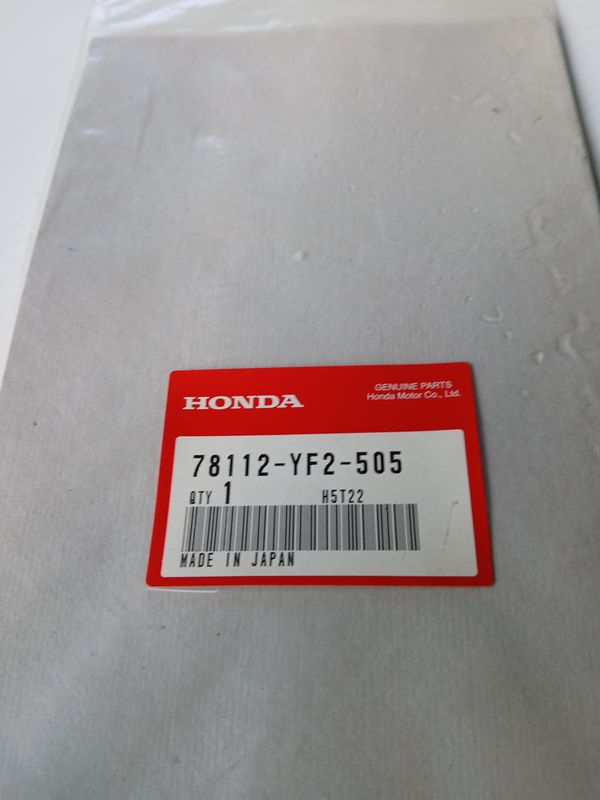 HONDA
GENUINE PARTS
Honda Motor Co., Ltd.
78112-YF2-505
QTY 1 H5T22
MADE IN JAPAN